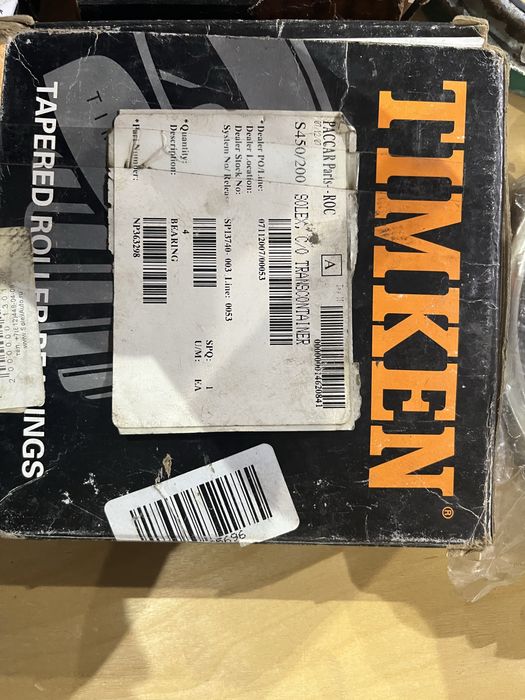 TIMKEN®
TAPERED ROLLER BEARINGS
PACCAR Parts - ROC
S450/200 SOLEX, C/O TRANSCONTAINER
A
0000000014620841
*Dealer PO/Line:
07112007/00053
Dealer Location:
Dealer Stock No:
System No/ Release
SP13740- 003 Line: 0053
*Quantity:
4
SPQ: 1
U/M: EA
Description:
BEARING
*Part Number:
NP363298